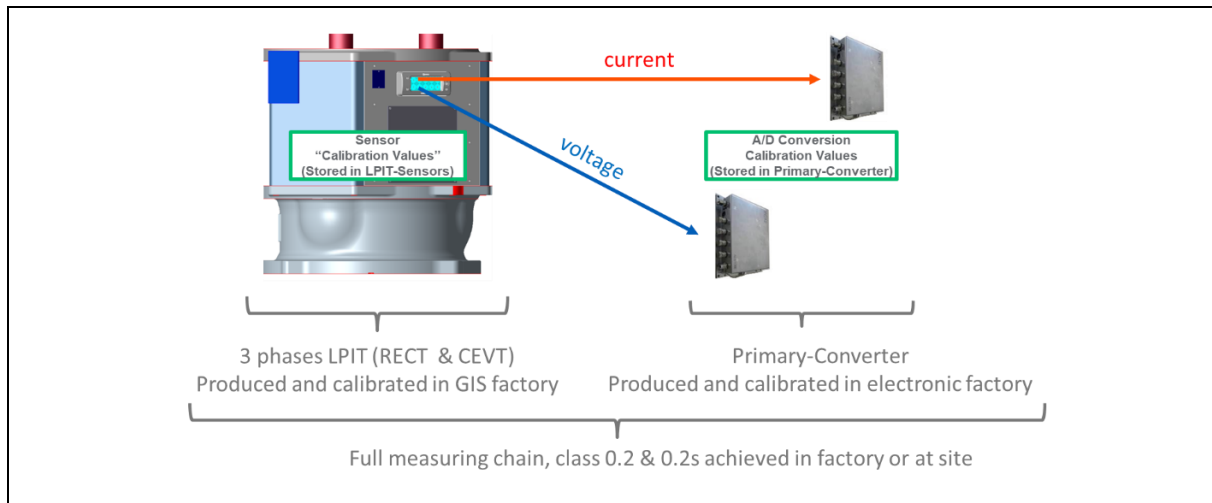 current
voltage
Sensor
“Calibration Values”
(Stored in LPIT-Sensors)
A/D Conversion
Calibration Values
(Stored in Primary-Converter)
3 phases LPIT (RECT & CEVT)
Produced and calibrated in GIS factory
Primary-Converter
Produced and calibrated in electronic factory
Full measuring chain, class 0.2 & 0.2s achieved in factory or at site